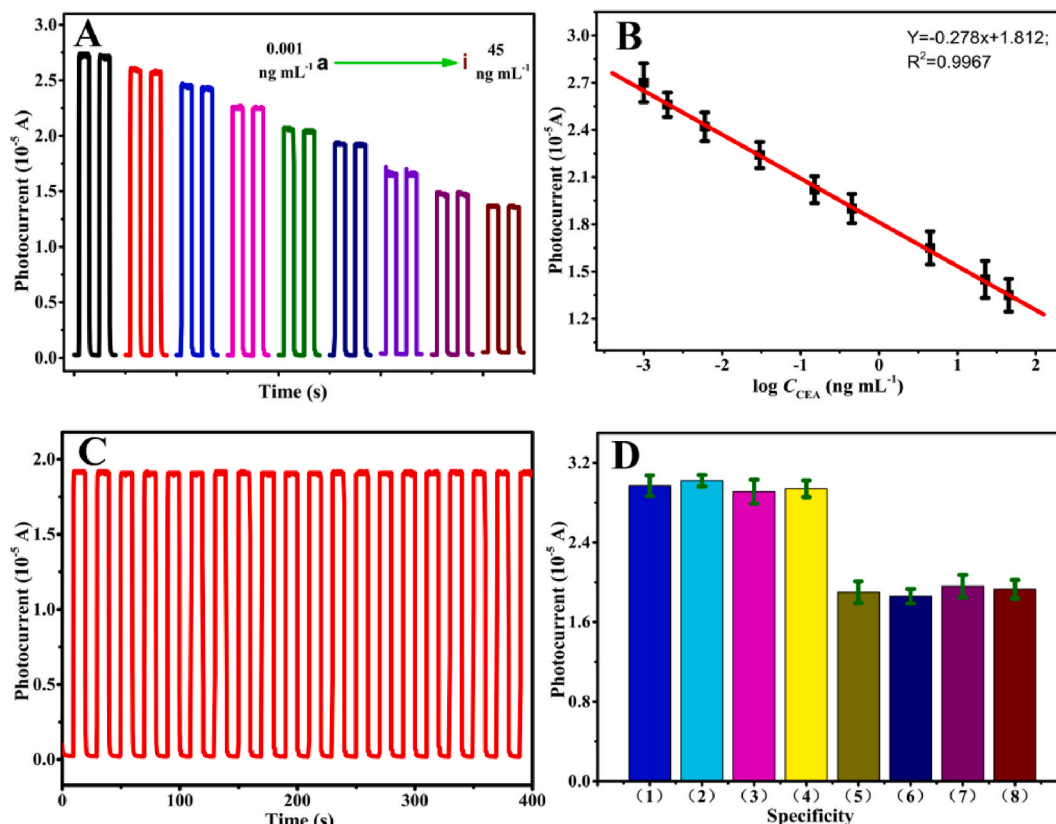 A
0.001
ng mL⁻¹ a
i
45
ng mL⁻¹
3.0
2.5
2.0
1.5
1.0
0.5
0.0
Photocurrent (10⁻⁵ A)
Time (s)
B
Y=-0.278x+1.812;
R²=0.9967
3.0
2.7
2.4
2.1
1.8
1.5
1.2
Photocurrent (10⁻⁵A)
-3 -2 -1 0 1 2
log C_CEA (ng mL⁻¹)
C
2.0
1.5
1.0
0.5
0.0
Photocurrent (10⁻⁵ A)
0 100 200 300 400
Time (s)
D
3.2
2.4
1.6
0.8
0.0
Photocurrent (10⁻⁵ A)
(1) (2) (3) (4) (5) (6) (7) (8)
Specificity